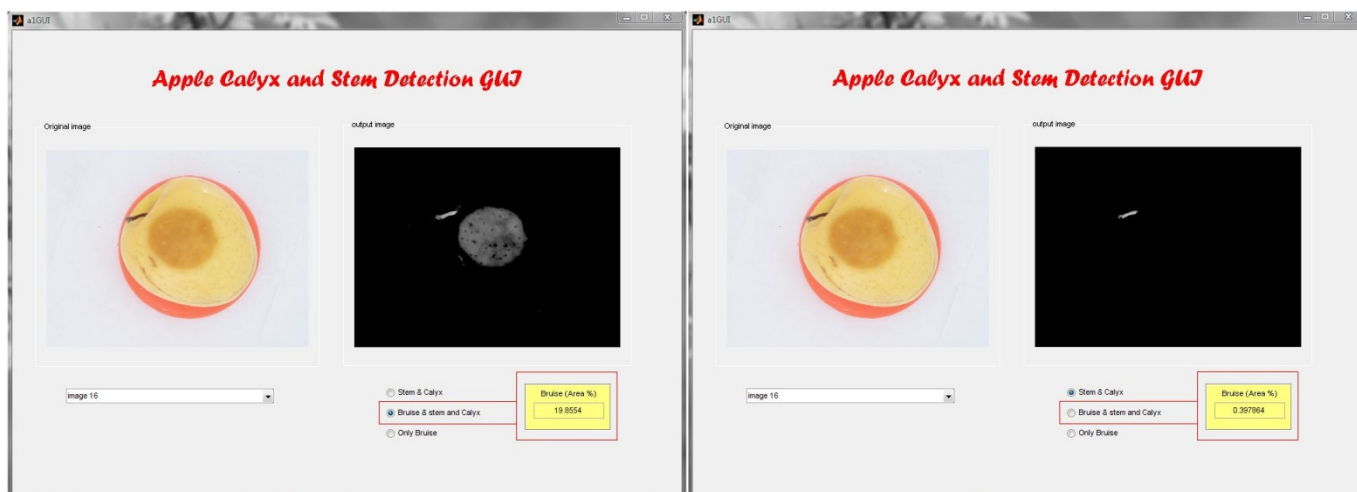 a1GUI
Apple Calyx and Stem Detection GUI
Original image
output image
image 16
Stem & Calyx
Bruise & stem and Calyx
Only Bruise
Bruise (Area %)
19.8554
a1GUI
Apple Calyx and Stem Detection GUI
Original image
output image
image 16
Stem & Calyx
Bruise & stem and Calyx
Only Bruise
Bruise (Area %)
0.397864